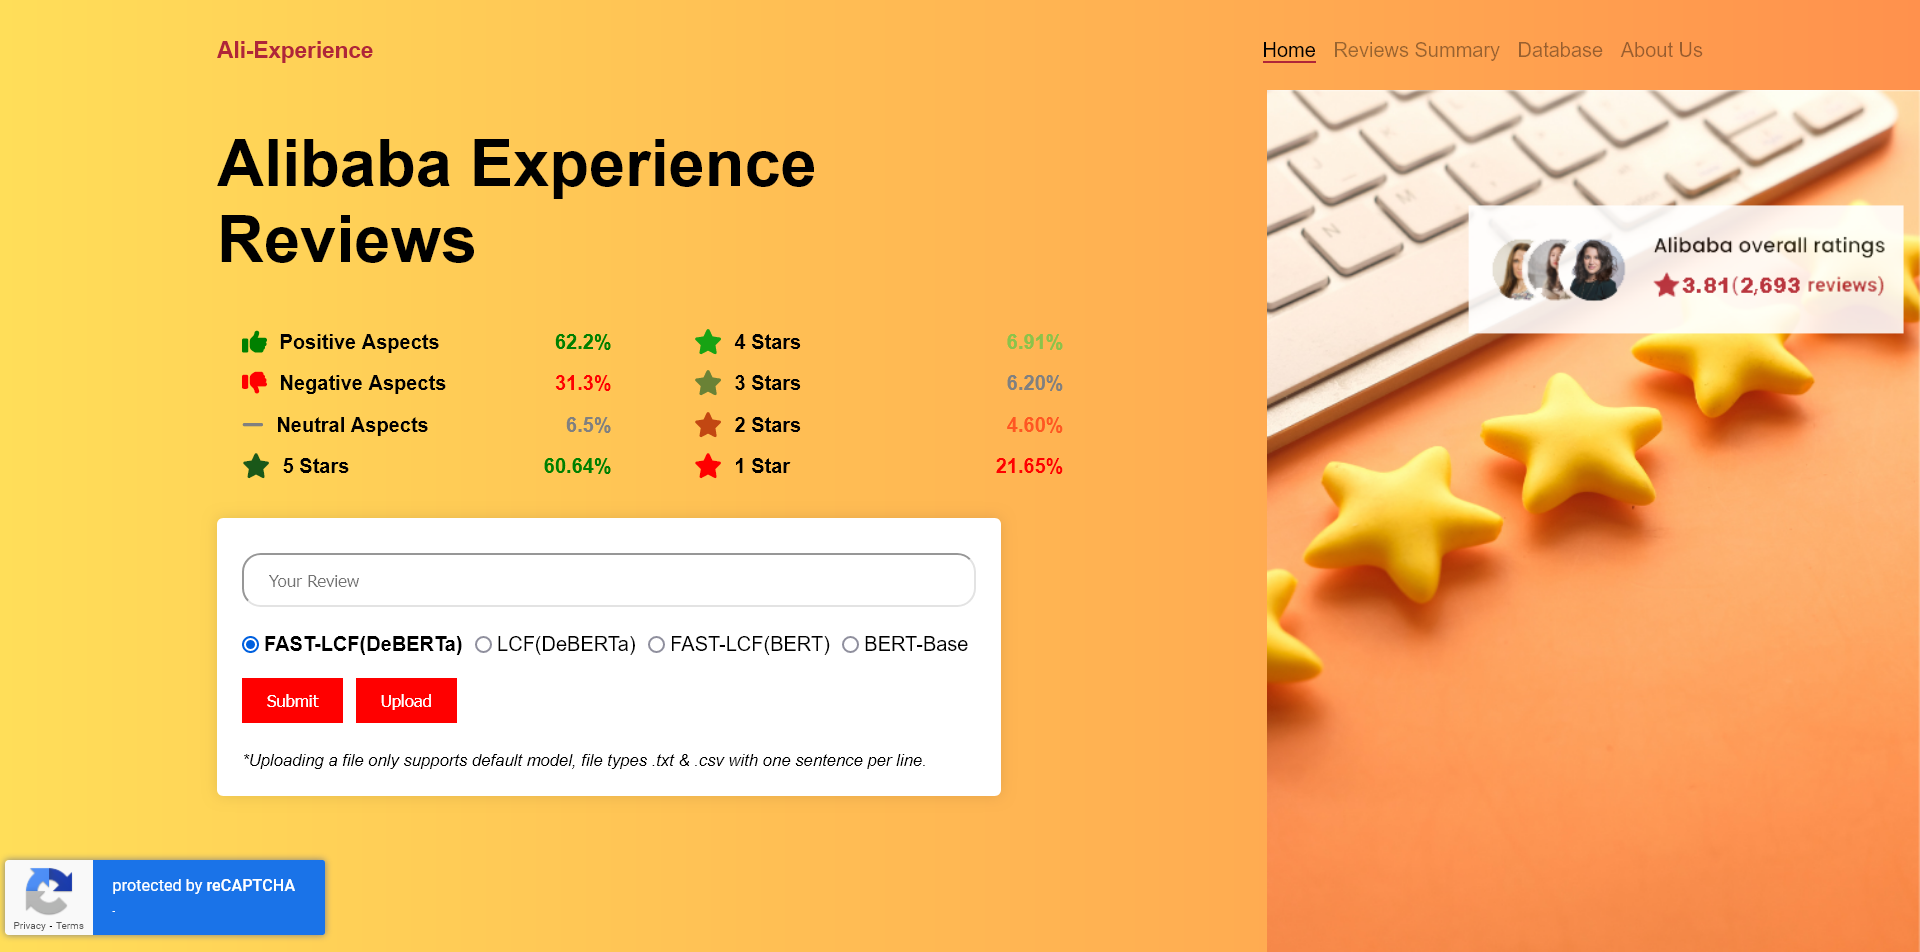 Ali-Experience
Home Reviews Summary Database About Us
Alibaba Experience
Reviews
Positive Aspects 62.2%
Negative Aspects 31.3%
Neutral Aspects 6.5%
5 Stars 60.64%
4 Stars 6.91%
3 Stars 6.20%
2 Stars 4.60%
1 Star 21.65%
Alibaba overall ratings
3.81(2,693 reviews)
Your Review
FAST-LCF(DeBERTa) LCF(DeBERTa) FAST-LCF(BERT) BERT-Base
Submit Upload
*Uploading a file only supports default model, file types .txt & .csv with one sentence per line.
protected by reCAPTCHA
-
Privacy - Terms